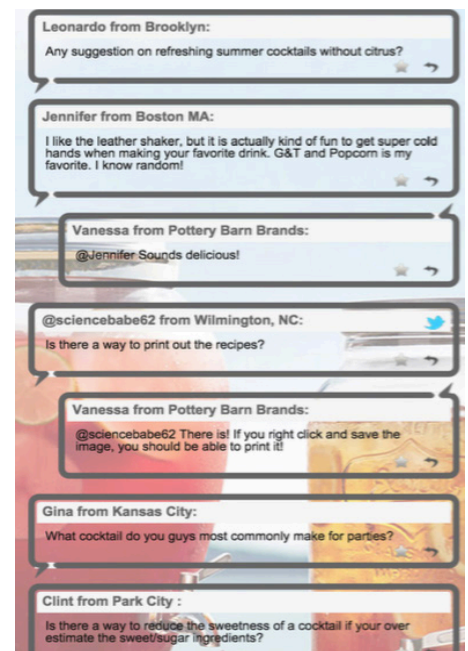 Leonardo from Brooklyn:
Any suggestion on refreshing summer cocktails without citrus?
Jennifer from Boston MA:
I like the leather shaker, but it is actually kind of fun to get super cold
hands when making your favorite drink. G&T and Popcorn is my
favorite. I know random!
Vanessa from Pottery Barn Brands:
@Jennifer Sounds delicious!
@sciencebabe62 from Wilmington, NC:
Is there a way to print out the recipes?
Vanessa from Pottery Barn Brands:
@sciencebabe62 There is! If you right click and save the
image, you should be able to print it!
Gina from Kansas City:
What cocktail do you guys most commonly make for parties?
Clint from Park City :
Is there a way to reduce the sweetness of a cocktail if your over
estimate the sweet/sugar ingredients?